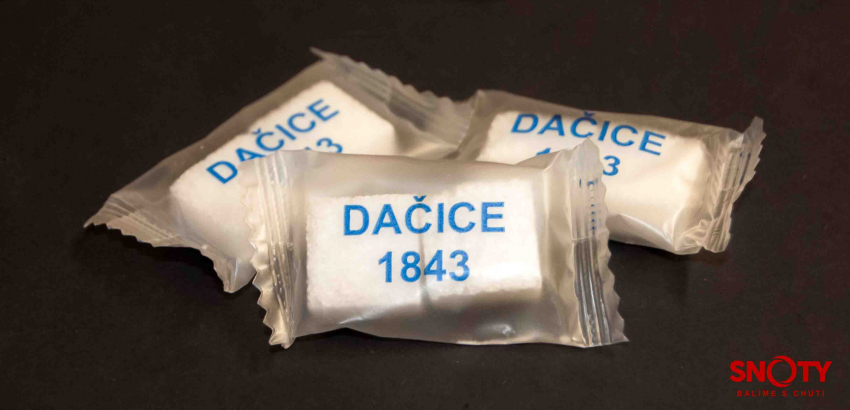 DAČICE
DAČICE
DAČICE
1843
SNOTY
BALÍME S CHUTÍ